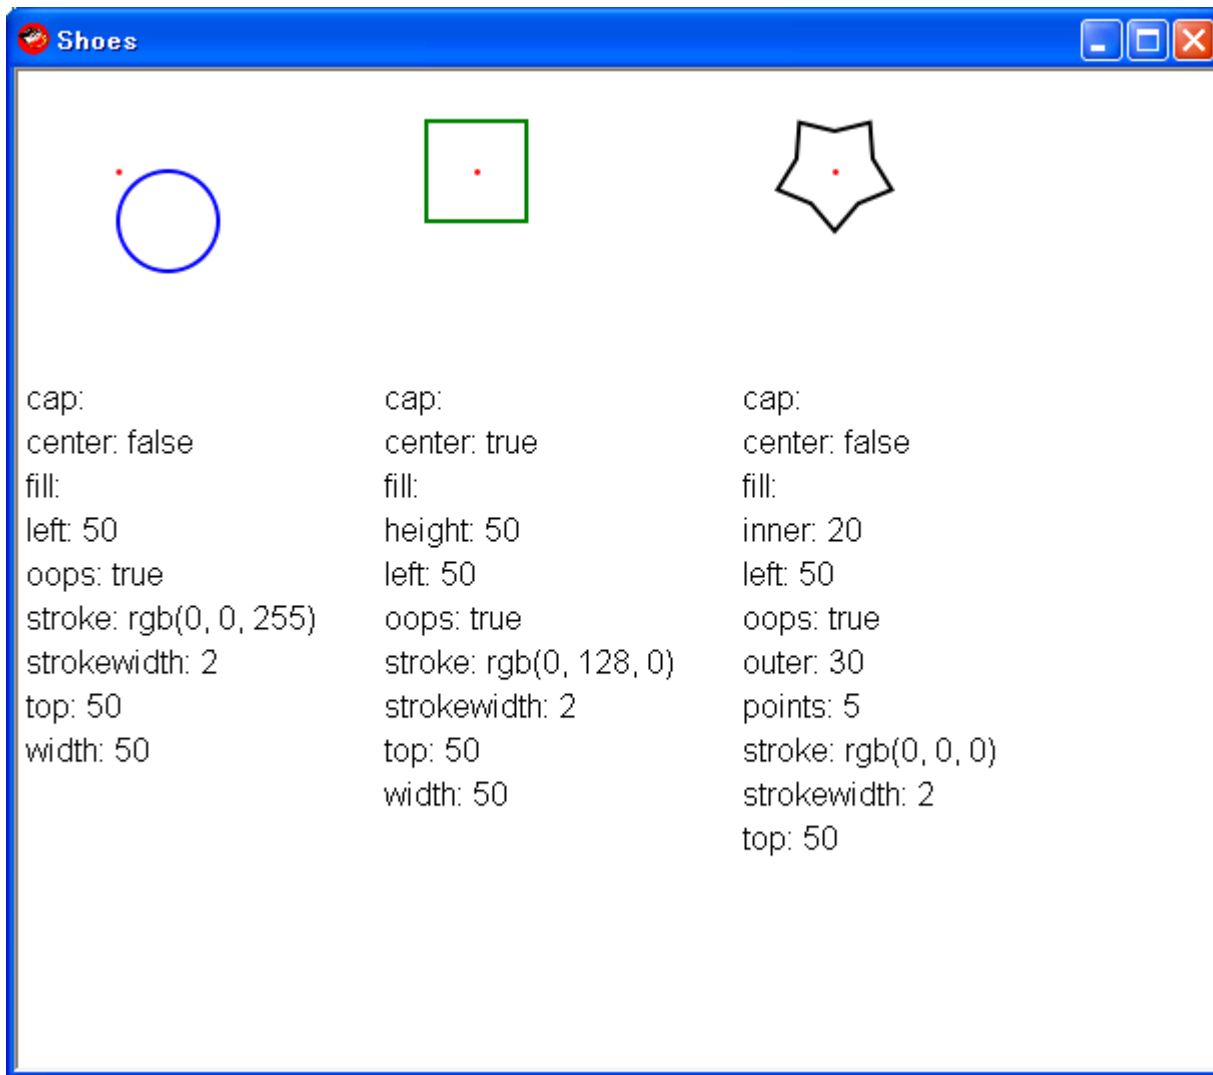 Shoes
cap:
center: false
fill:
left: 50
oops: true
stroke: rgb(0, 0, 255)
strokewidth: 2
top: 50
width: 50
cap:
center: true
fill:
height: 50
left: 50
oops: true
stroke: rgb(0, 128, 0)
strokewidth: 2
top: 50
width: 50
cap:
center: false
fill:
inner: 20
left: 50
oops: true
outer: 30
points: 5
stroke: rgb(0, 0, 0)
strokewidth: 2
top: 50